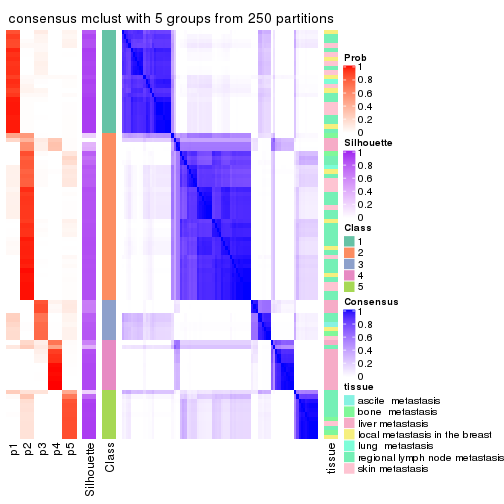 consensus mclust with 5 groups from 250 partitions
Prob
1
0.8
0.6
0.4
0.2
0
Silhouette
1
0.8
0.6
0.4
0.2
0
Class
1
2
3
4
5
Consensus
1
0.8
0.6
0.4
0.2
0
tissue
ascite metastasis
bone metastasis
liver metastasis
local metastasis in the breast
lung metastasis
regional lymph node metastasis
skin metastasis
p1
p2
p3
p4
p5
Silhouette
Class
tissue